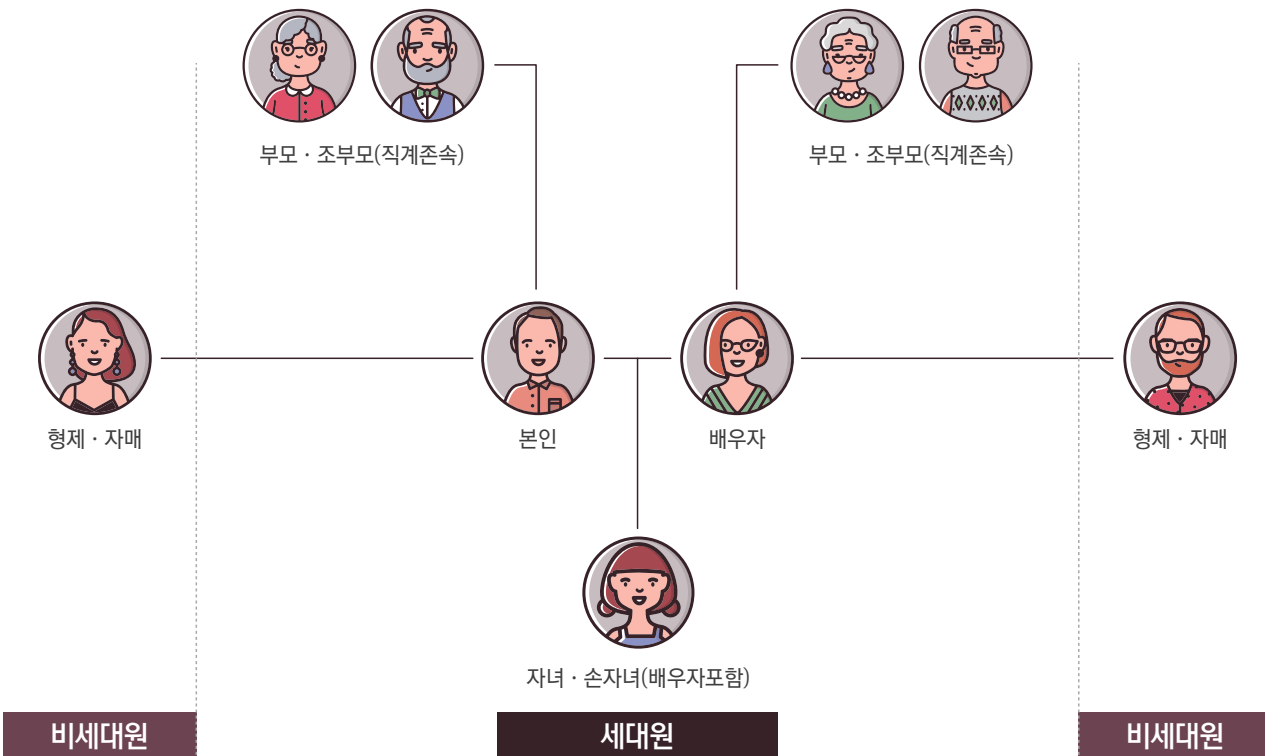 부모 · 조부모(직계존속)
부모 · 조부모(직계존속)
형제 · 자매
본인
배우자
형제 · 자매
자녀 · 손자녀(배우자포함)
비세대원
세대원
비세대원